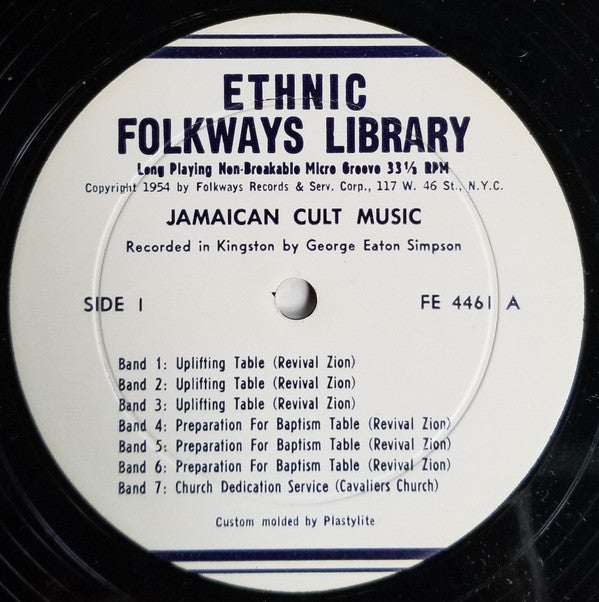 ETHNIC
FOLKWAYS LIBRARY
Long Playing Non-Breakable Micro Groove 33⅓ RPM
Copyright 1954 by Folkways Records & Serv. Corp., 117 W. 46 St., N.Y.C.
JAMAICAN CULT MUSIC
Recorded in Kingston by George Eaton Simpson
SIDE I FE 4461 A
Band 1: Uplifting Table (Revival Zion)
Band 2: Uplifting Table (Revival Zion)
Band 3: Uplifting Table (Revival Zion)
Band 4: Preparation For Baptism Table (Revival Zion)
Band 5: Preparation For Baptism Table (Revival Zion)
Band 6: Preparation For Baptism Table (Revival Zion)
Band 7: Church Dedication Service (Cavaliers Church)
Custom molded by Plastylite